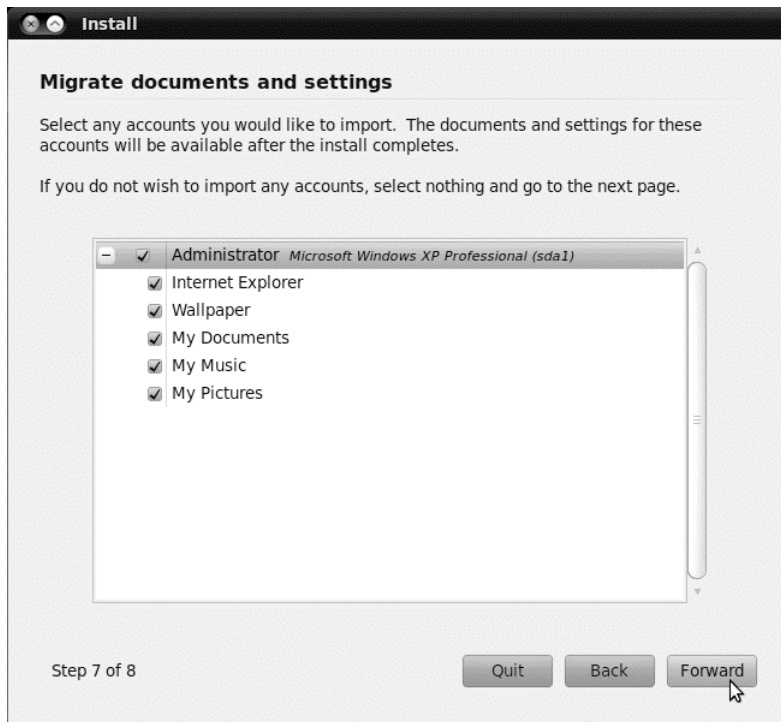 Install
Migrate documents and settings
Select any accounts you would like to import. The documents and settings for these
accounts will be available after the install completes.
If you do not wish to import any accounts, select nothing and go to the next page.
Administrator Microsoft Windows XP Professional (sda1)
Internet Explorer
Wallpaper
My Documents
My Music
My Pictures
Step 7 of 8 Quit Back Forward